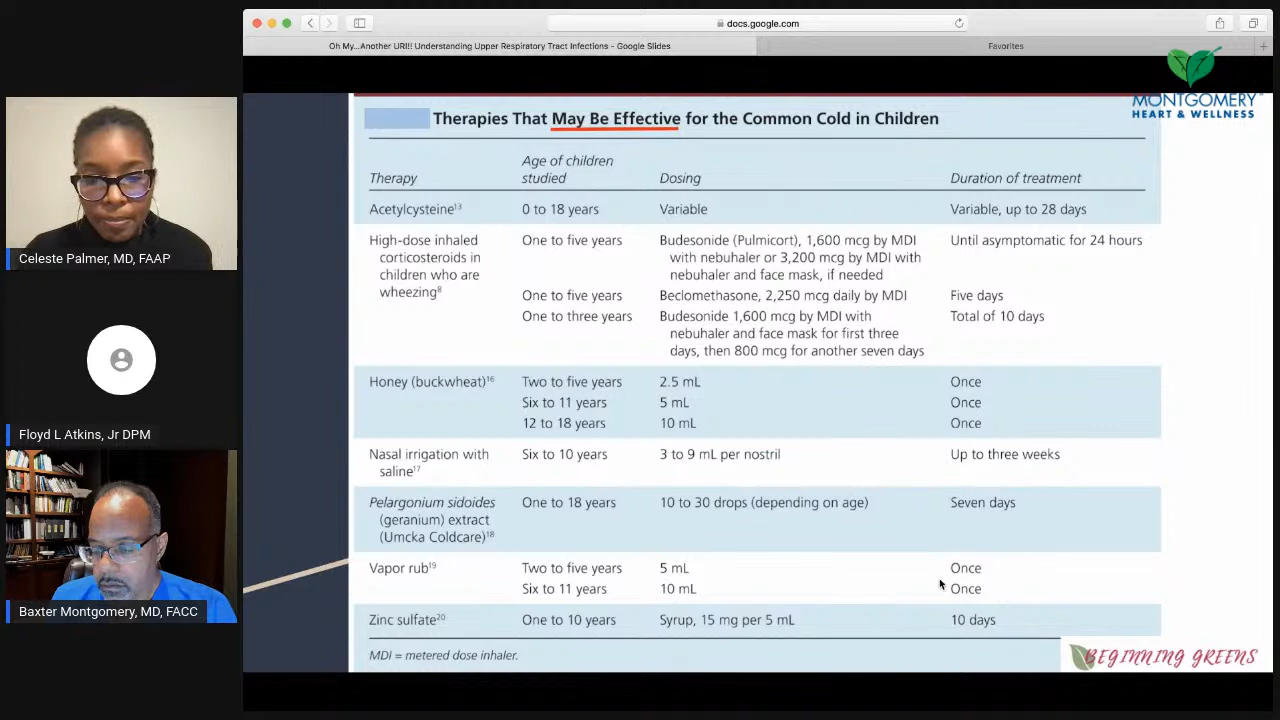 docs.google.com
Oh My...Another URI!! Understanding Upper Respiratory Tract Infections - Google Slides
Favorites
MONTGOMERY
HEART & WELLNESS
Therapies That May Be Effective for the Common Cold in Children
Age of children
Therapy studied Dosing Duration of treatment
Acetylcysteine¹³ 0 to 18 years Variable Variable, up to 28 days
High-dose inhaled One to five years Budesonide (Pulmicort), 1,600 mcg by MDI Until asymptomatic for 24 hours
corticosteroids in with nebuhaler or 3,200 mcg by MDI with
children who are nebuhaler and face mask, if needed
wheezing⁸ One to five years Beclomethasone, 2,250 mcg daily by MDI Five days
One to three years Budesonide 1,600 mcg by MDI with Total of 10 days
nebuhaler and face mask for first three
days, then 800 mcg for another seven days
Honey (buckwheat)¹⁶ Two to five years 2.5 mL Once
Six to 11 years 5 mL Once
12 to 18 years 10 mL Once
Nasal irrigation with Six to 10 years 3 to 9 mL per nostril Up to three weeks
saline¹⁷
Pelargonium sidoides One to 18 years 10 to 30 drops (depending on age) Seven days
(geranium) extract
(Umcka Coldcare)¹⁸
Vapor rub¹⁹ Two to five years 5 mL Once
Six to 11 years 10 mL Once
Zinc sulfate²⁰ One to 10 years Syrup, 15 mg per 5 mL 10 days
MDI = metered dose inhaler.
BEGINNING GREENS
Celeste Palmer, MD, FAAP
Floyd L Atkins, Jr DPM
Baxter Montgomery, MD, FACC